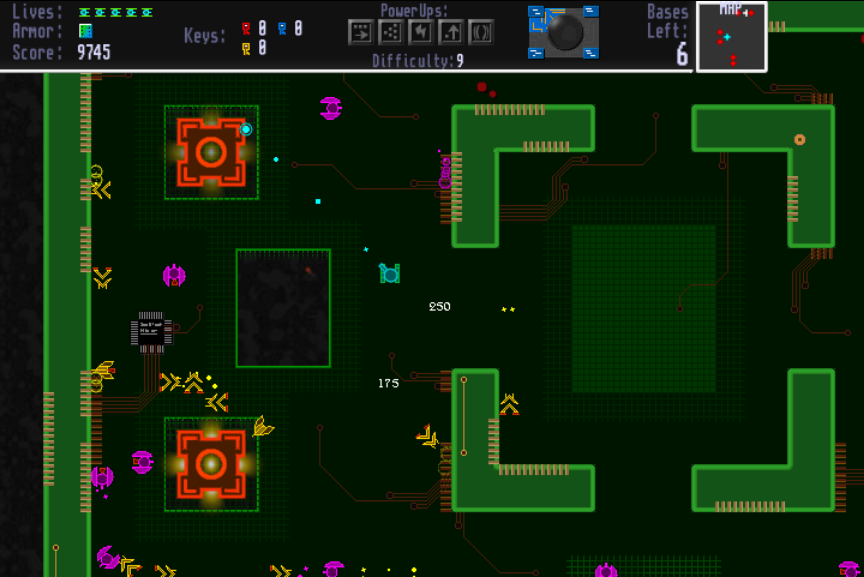 Lives:
Armor:
Score: 9745
Keys: 0 0
0
PowerUps:
Difficulty:9
Bases
Left:
6
MAP
250
175